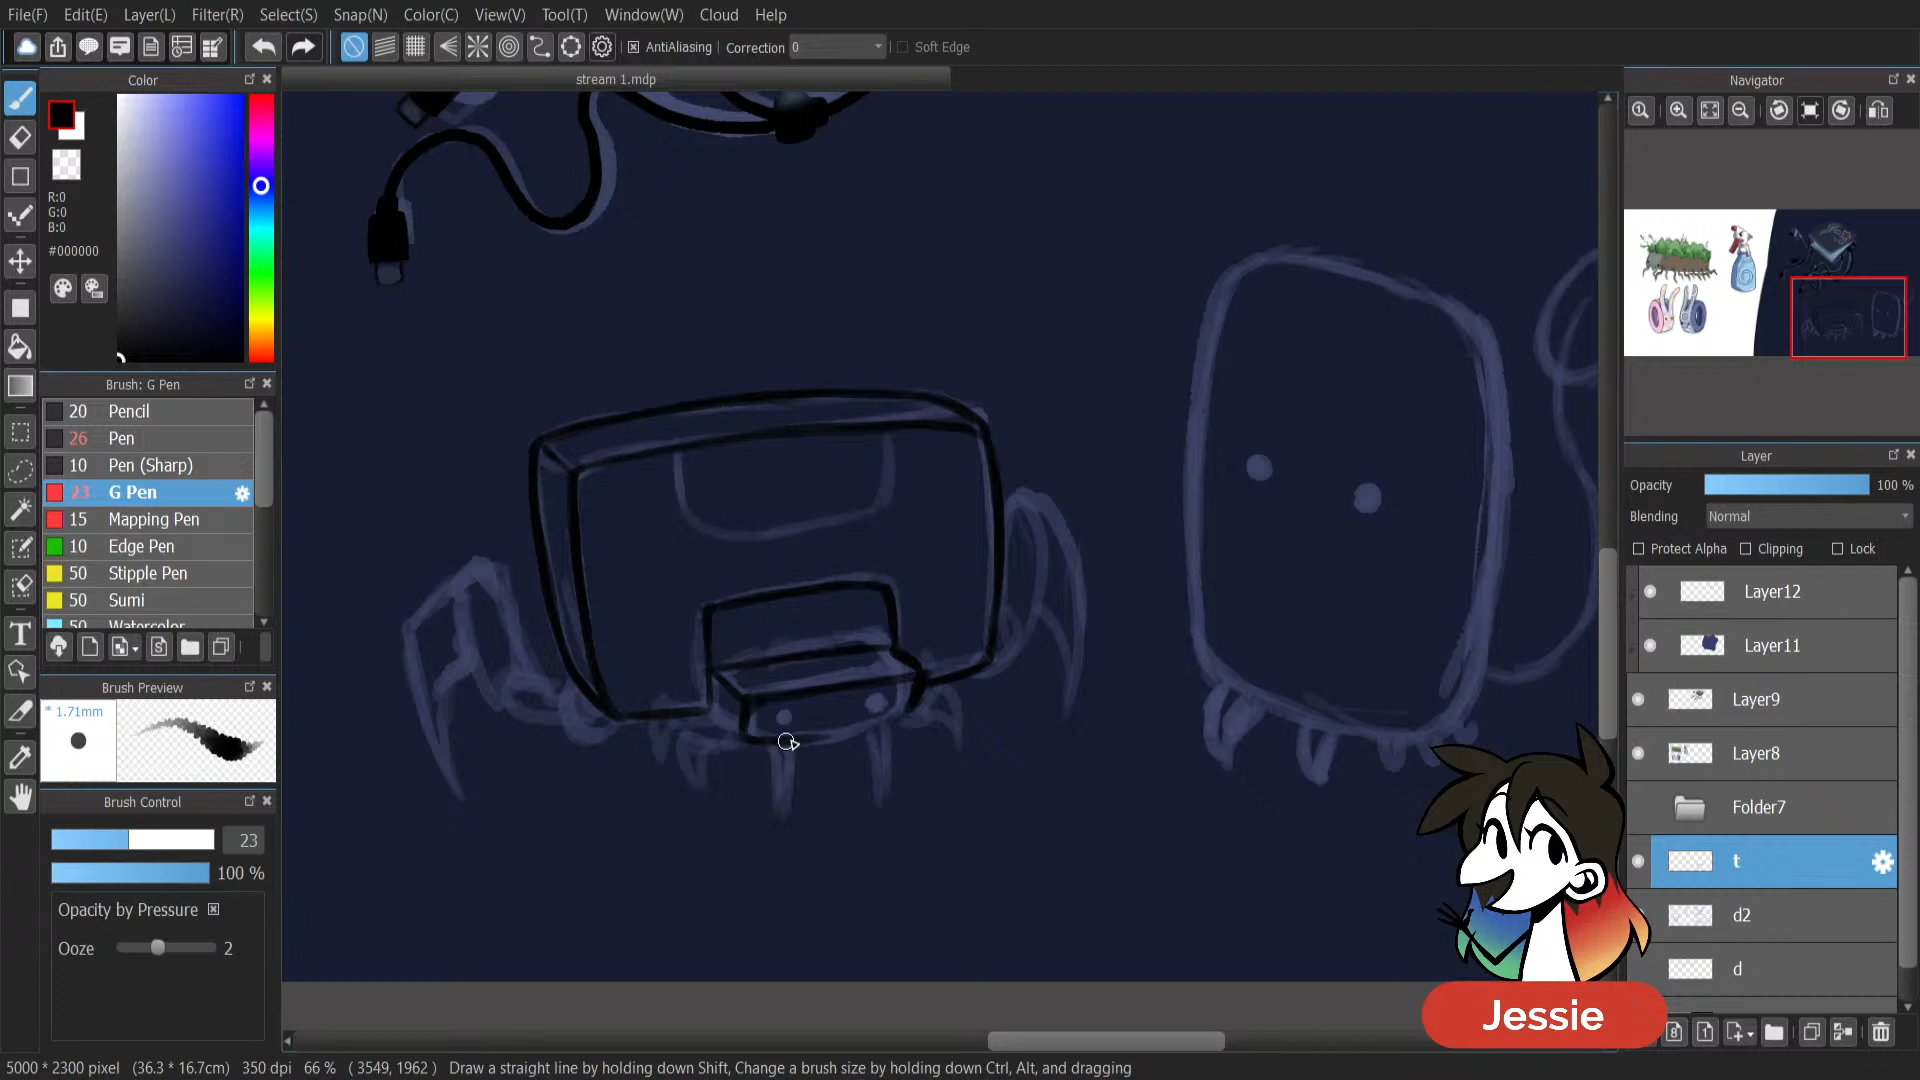 File(F) Edit(E) Layer(L) Filter(R) Select(S) Snap(N) Color(C) View(V) Tool(T) Window(W) Cloud Help
AntiAliasing Correction 0 Soft Edge
Color
stream 1.mdp
Navigator
R:0
G:0
B:0
#000000
Brush: G Pen
20 Pencil
26 Pen
10 Pen (Sharp)
23 G Pen
15 Mapping Pen
10 Edge Pen
50 Stipple Pen
50 Sumi
50 Watercolor
Brush Preview
* 1.71mm
Brush Control
23
100 %
Opacity by Pressure
Ooze 2
Layer
Opacity 100 %
Blending Normal
Protect Alpha Clipping Lock
Layer12
Layer11
Layer9
Layer8
Folder7
t
d2
d
Jessie
5000 * 2300 pixel (36.3 * 16.7cm) 350 dpi 66 % ( 3549, 1962 ) Draw a straight line by holding down Shift, Change a brush size by holding down Ctrl, Alt, and dragging